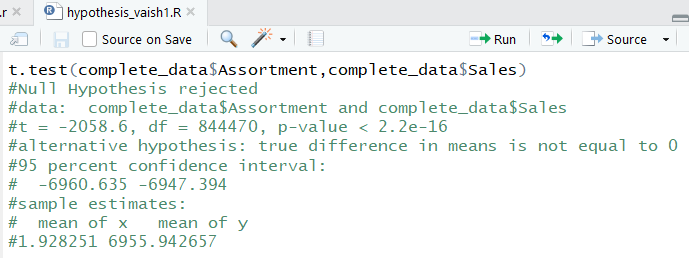 .r × hypothesis_vaish1.R ×
Source on Save Run Source
t.test(complete_data$Assortment,complete_data$Sales)
#Null Hypothesis rejected
#data:  complete_data$Assortment and complete_data$Sales
#t = -2058.6, df = 844470, p-value < 2.2e-16
#alternative hypothesis: true difference in means is not equal to 0
#95 percent confidence interval:
#  -6960.635 -6947.394
#sample estimates:
#  mean of x   mean of y
#1.928251 6955.942657